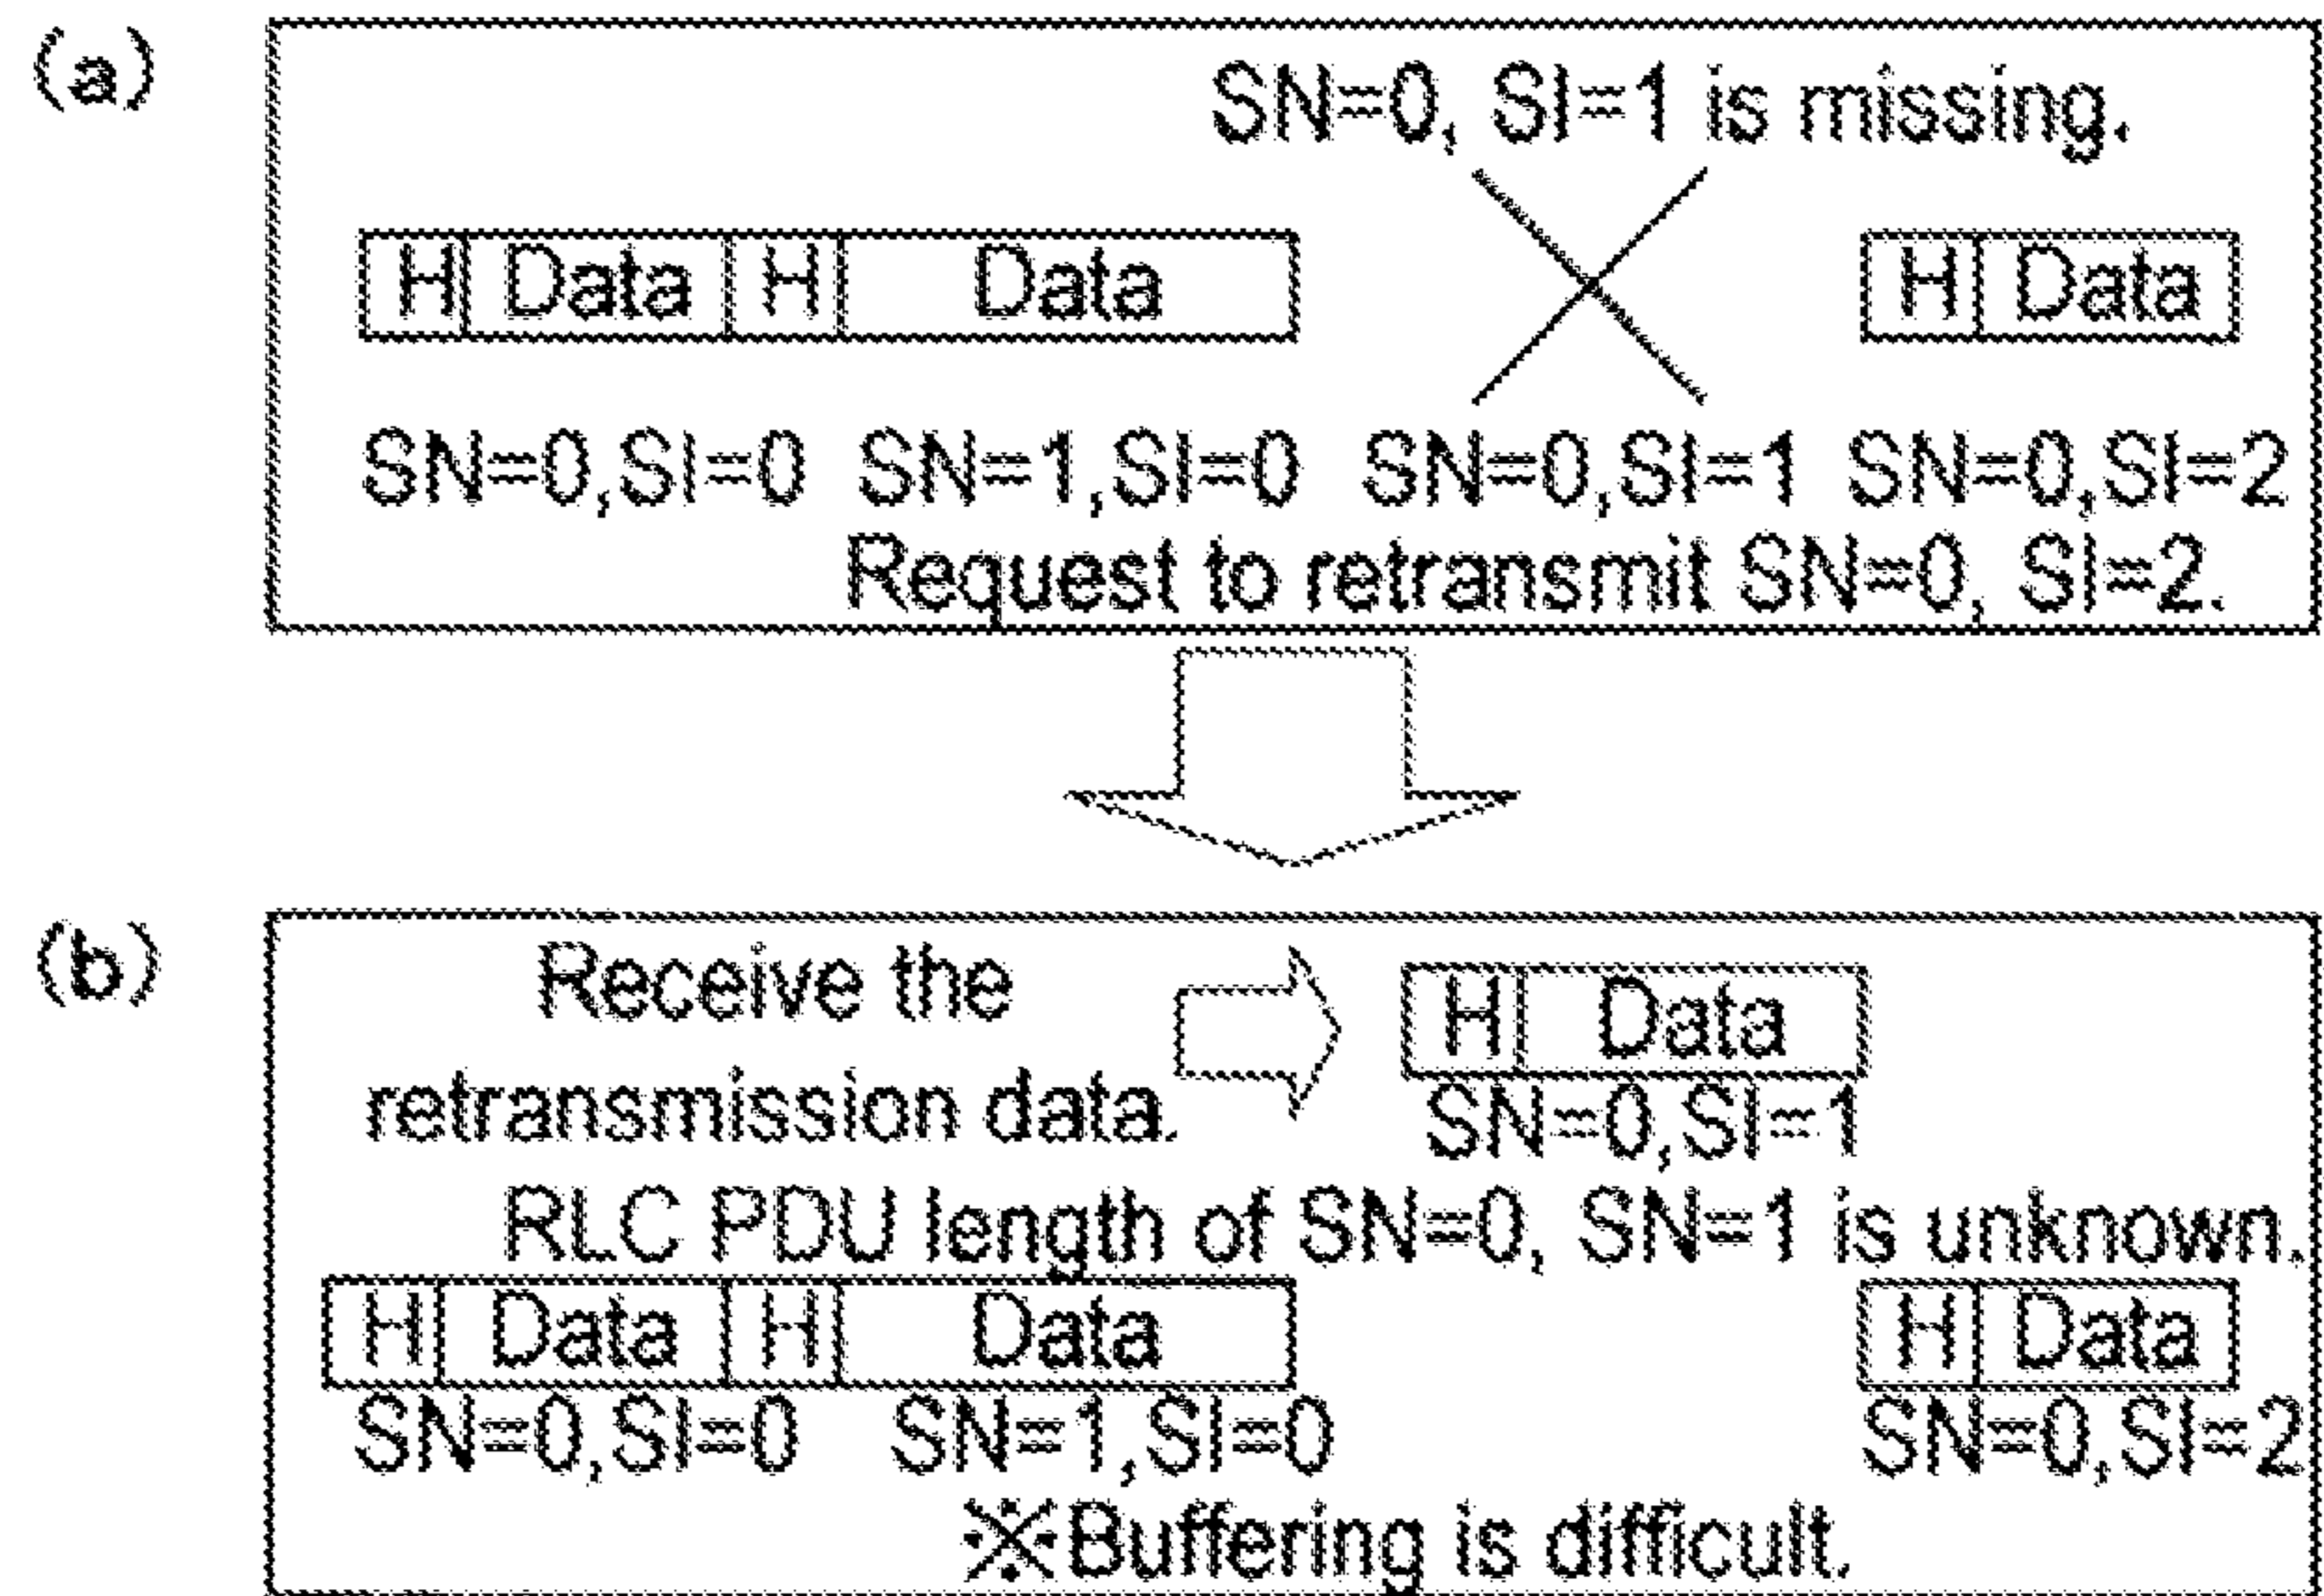 (a)
SN=0, SI=1 is missing.
H Data H Data H Data
SN=0,SI=0 SN=1,SI=0 SN=0,SI=1 SN=0,SI=2
Request to retransmit SN=0, SI=2.
(b)
Receive the
retransmission data.
H Data
SN=0,SI=1
RLC PDU length of SN=0, SN=1 is unknown.
H Data H Data H Data
SN=0,SI=0 SN=1,SI=0 SN=0,SI=2
※Buffering is difficult.